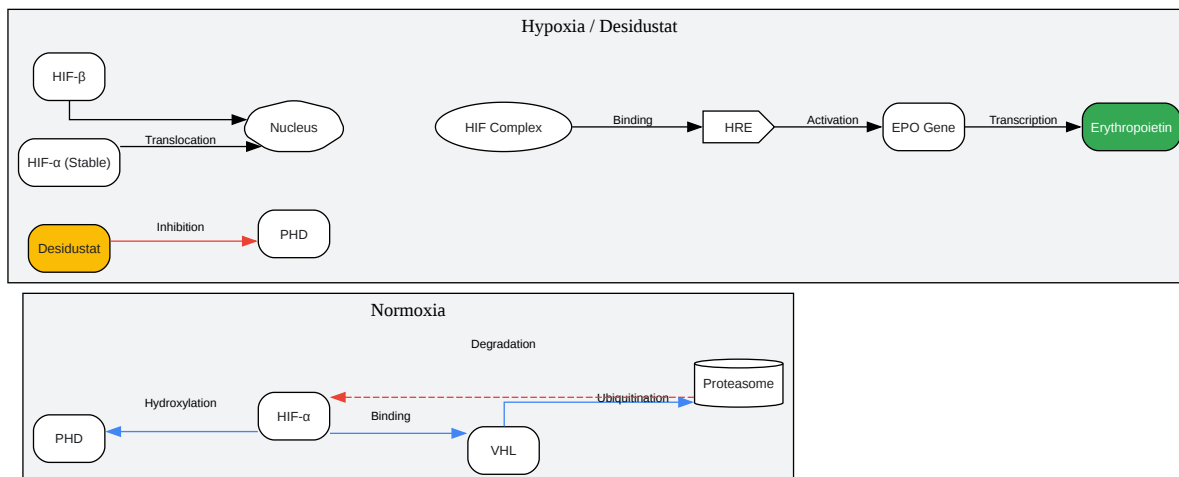 Hypoxia / Desidustat
HIF-β
Nucleus
Translocation
HIF-α (Stable)
HIF Complex
Binding
HRE
Activation
EPO Gene
Transcription
Erythropoietin
Desidustat
Inhibition
PHD
Normoxia
Degradation
Proteasome
Ubiquitination
Hydroxylation
HIF-α
Binding
PHD
VHL